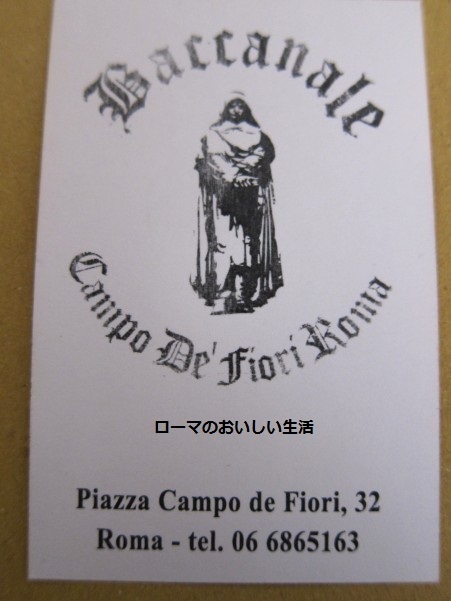 Baccanale
Campo De' Fiori Roma
ローマのおいしい生活
Piazza Campo de Fiori, 32
Roma - tel. 06 6865163